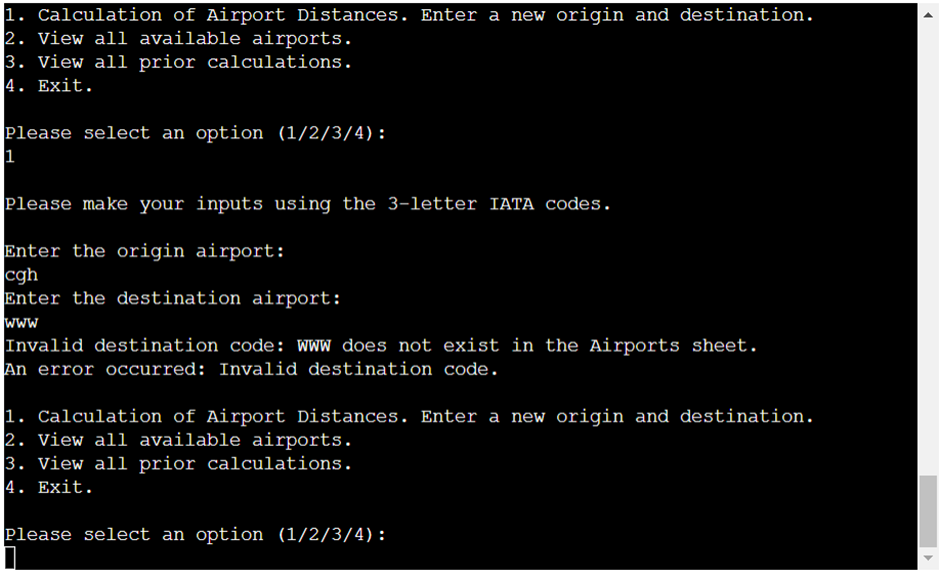 1. Calculation of Airport Distances. Enter a new origin and destination.
2. View all available airports.
3. View all prior calculations.
4. Exit.
Please select an option (1/2/3/4):
1
Please make your inputs using the 3-letter IATA codes.
Enter the origin airport:
cgh
Enter the destination airport:
www
Invalid destination code: WWW does not exist in the Airports sheet.
An error occurred: Invalid destination code.
1. Calculation of Airport Distances. Enter a new origin and destination.
2. View all available airports.
3. View all prior calculations.
4. Exit.
Please select an option (1/2/3/4):